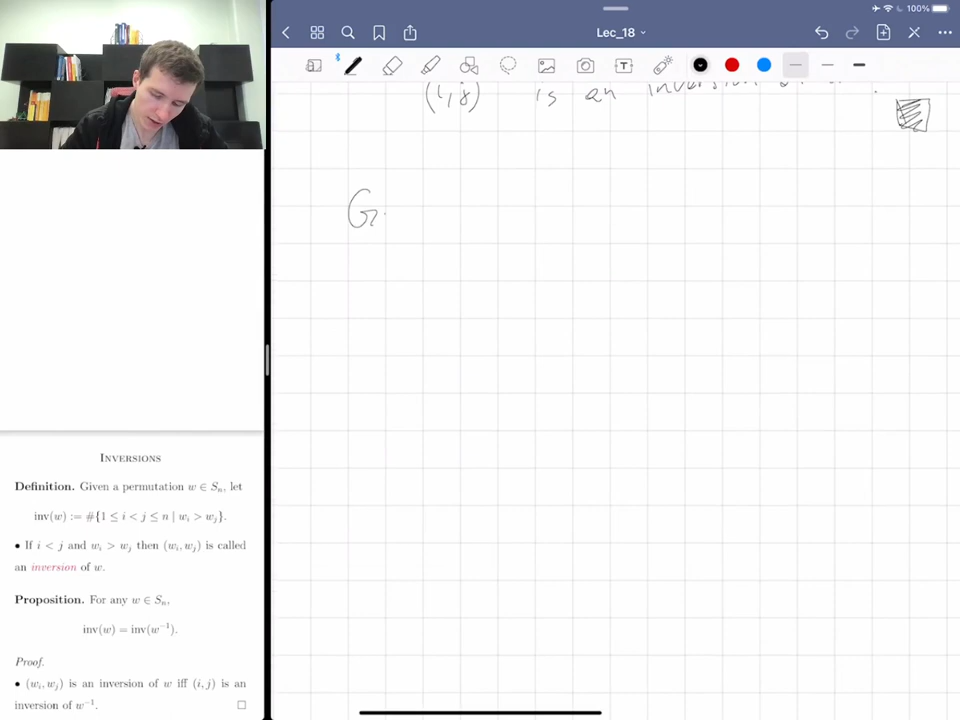 100%
Lec_18
T
(i,j) is an inversion
G
INVERSIONS
Definition. Given a permutation w ∈ Sₙ, let
inv(w) := #{1 ≤ i < j ≤ n | wᵢ > wⱼ}.
• If i < j and wᵢ > wⱼ then (wᵢ, wⱼ) is called
an inversion of w.
Proposition. For any w ∈ Sₙ,
inv(w) = inv(w⁻¹).
Proof.
• (wᵢ, wⱼ) is an inversion of w iff (i, j) is an
inversion of w⁻¹. □